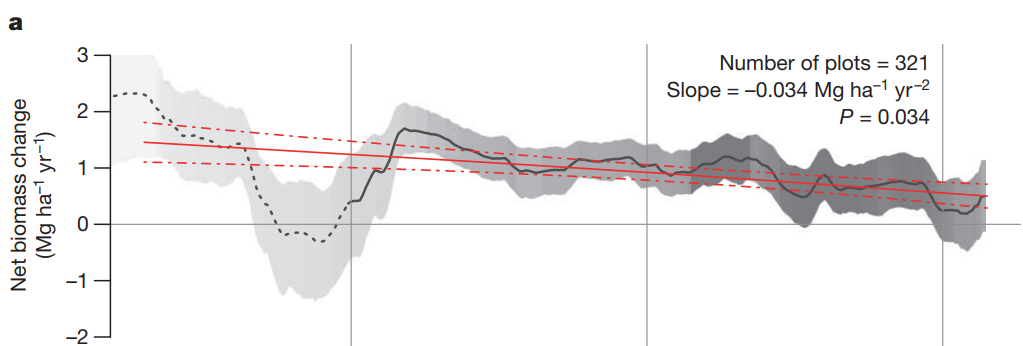 a
Number of plots = 321
Slope = −0.034 Mg ha⁻¹ yr⁻²
P = 0.034
Net biomass change
(Mg ha⁻¹ yr⁻¹)
3
2
1
0
−1
−2